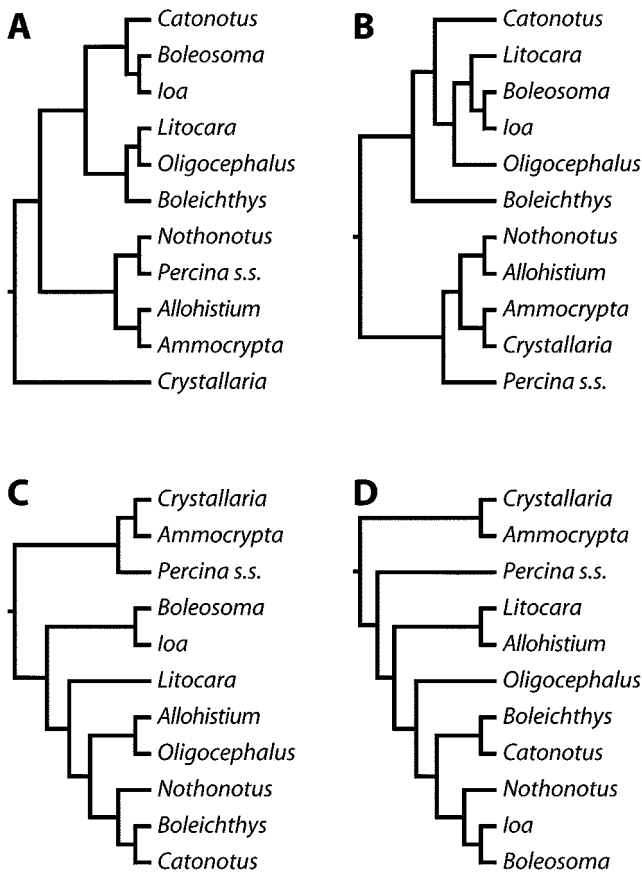 A
Catonotus
Boleosoma
Ioa
Litocara
Oligocephalus
Boleichthys
Nothonotus
Percina s.s.
Allohistium
Ammocrypta
Crystallaria
B
Catonotus
Litocara
Boleosoma
Ioa
Oligocephalus
Boleichthys
Nothonotus
Allohistium
Ammocrypta
Crystallaria
Percina s.s.
C
Crystallaria
Ammocrypta
Percina s.s.
Boleosoma
Ioa
Litocara
Allohistium
Oligocephalus
Nothonotus
Boleichthys
Catonotus
D
Crystallaria
Ammocrypta
Percina s.s.
Litocara
Allohistium
Oligocephalus
Boleichthys
Catonotus
Nothonotus
Ioa
Boleosoma